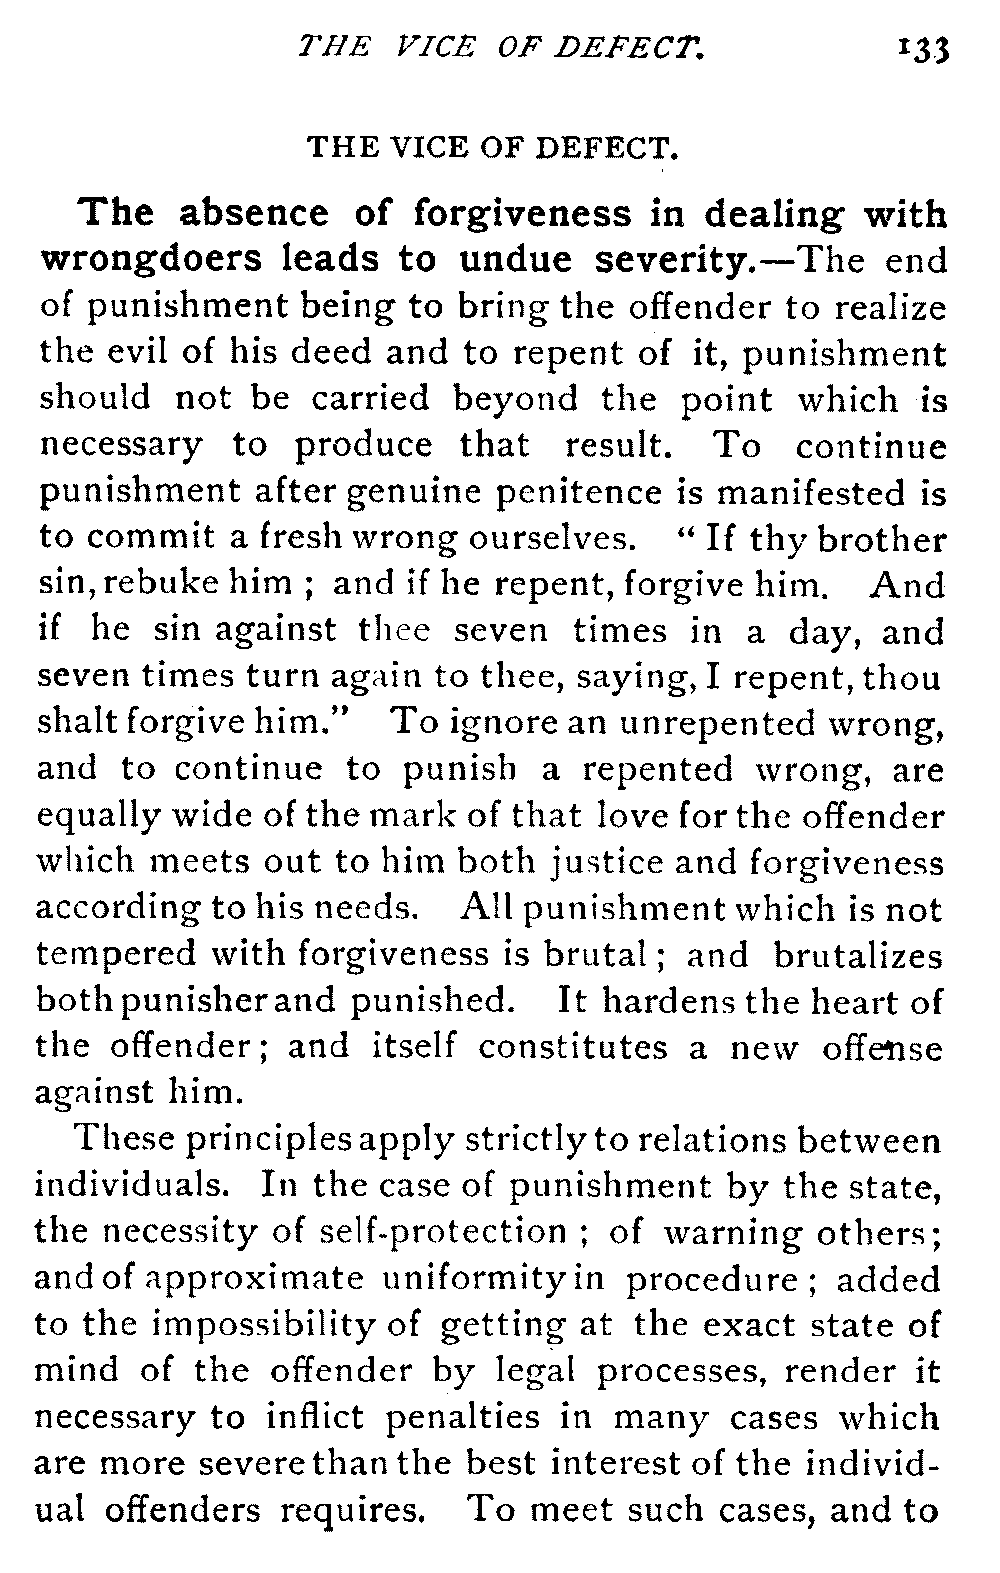 THE VICE OF DEFECT. 133
THE VICE OF DEFECT.
The absence of forgiveness in dealing with
wrongdoers leads to undue severity.—The end
of punishment being to bring the offender to realize
the evil of his deed and to repent of it, punishment
should not be carried beyond the point which is
necessary to produce that result. To continue
punishment after genuine penitence is manifested is
to commit a fresh wrong ourselves. “ If thy brother
sin, rebuke him ; and if he repent, forgive him. And
if he sin against thee seven times in a day, and
seven times turn again to thee, saying, I repent, thou
shalt forgive him.” To ignore an unrepented wrong,
and to continue to punish a repented wrong, are
equally wide of the mark of that love for the offender
which meets out to him both justice and forgiveness
according to his needs. All punishment which is not
tempered with forgiveness is brutal ; and brutalizes
both punisher and punished. It hardens the heart of
the offender ; and itself constitutes a new offense
against him.
These principles apply strictly to relations between
individuals. In the case of punishment by the state,
the necessity of self-protection ; of warning others ;
and of approximate uniformity in procedure ; added
to the impossibility of getting at the exact state of
mind of the offender by legal processes, render it
necessary to inflict penalties in many cases which
are more severe than the best interest of the individ-
ual offenders requires. To meet such cases, and to